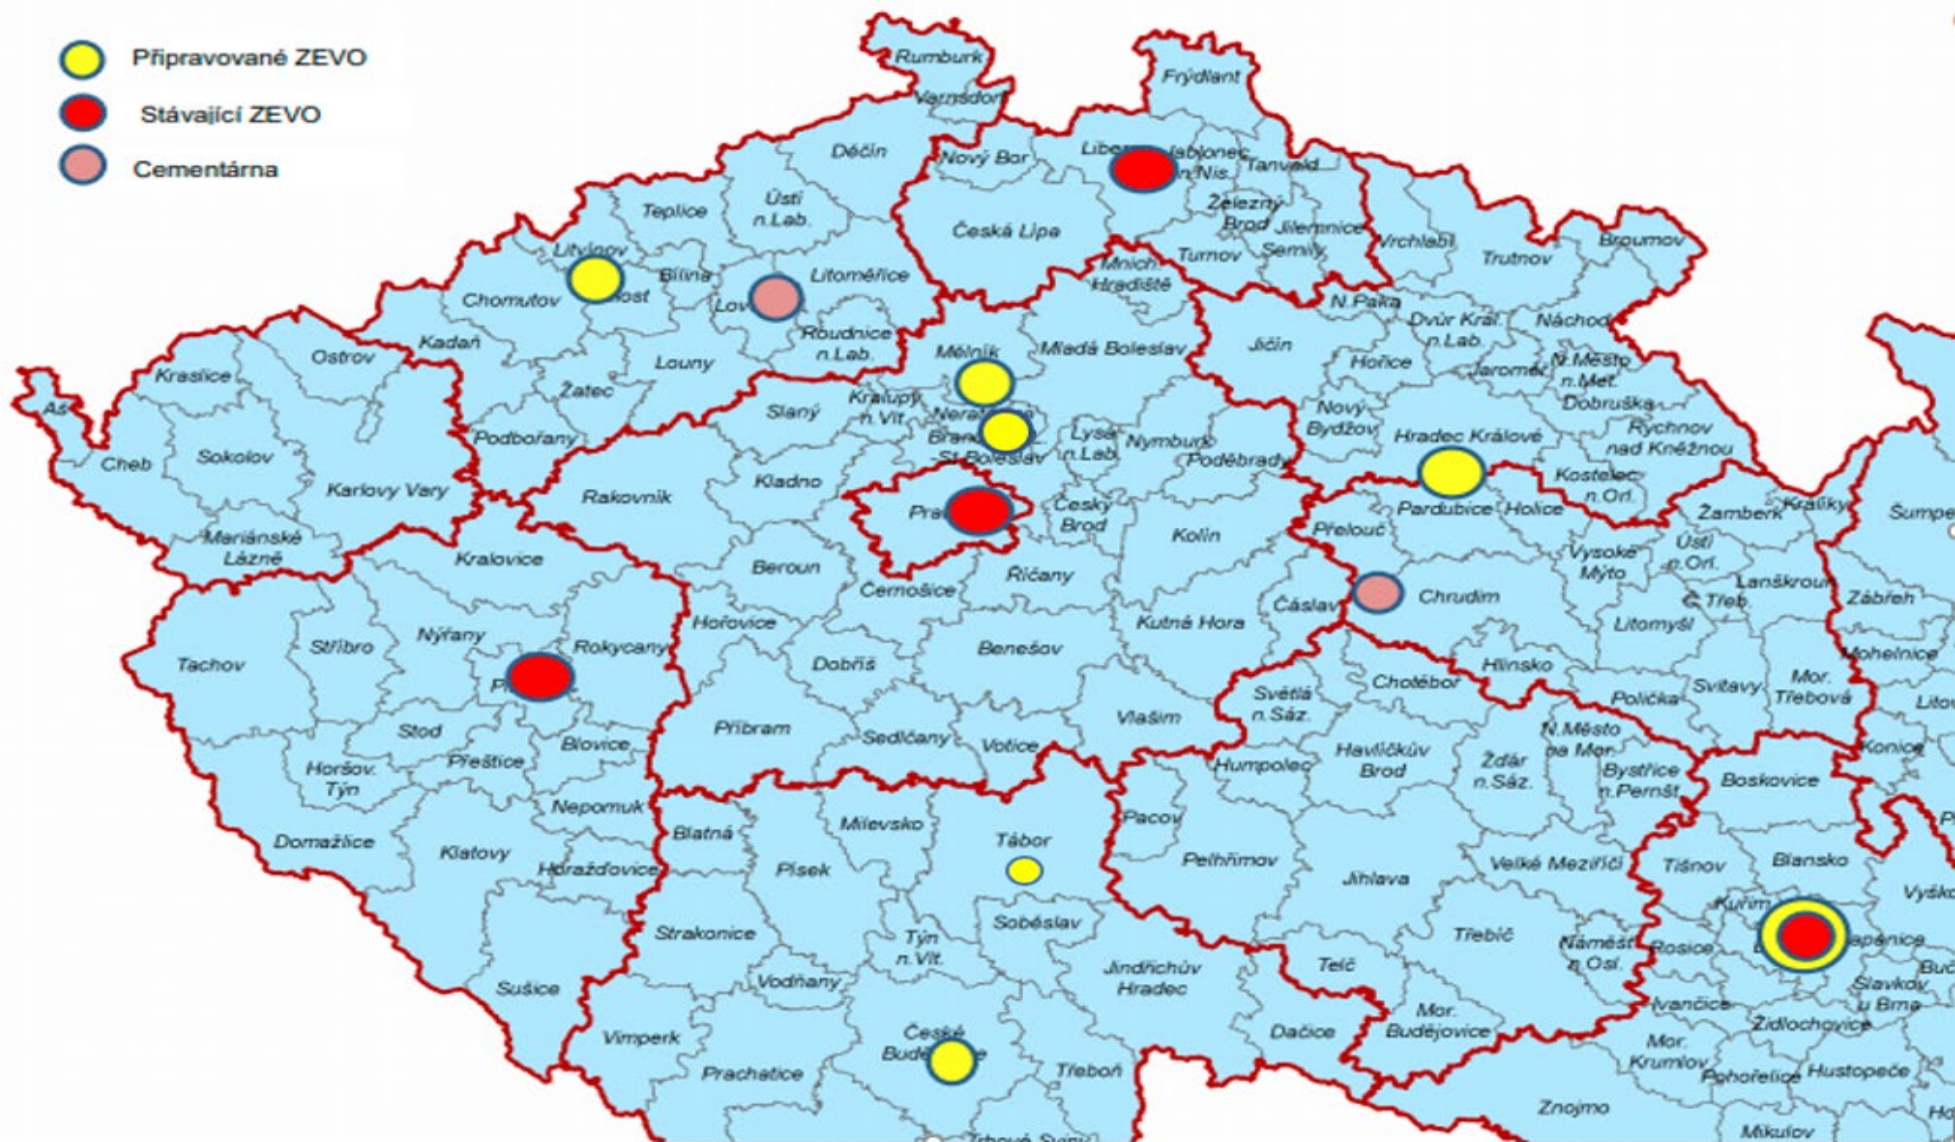 Připravované ZEVO
Stávající ZEVO
Cementárna
Rumburk
Varnsdorf
Frýdlant
Děčín
Nový Bor
Jablonec
n.Nis.
Tanvald
Teplice
Ústí
n.Lab.
Česká Lípa
Železný
Brod
Jilemnice
Semily
Turnov
Vrchlabí
Trutnov
Broumov
Litvínov
Bílina
Litoměřice
Chomutov
Mnich.
Hradiště
N.Paka
Dvůr Král.
n.Lab.
Náchod
Kadaň
Roudnice
n.Lab.
Ostrov
Louny
Mělník
Mladá Boleslav
Jičín
Hořice
Jaroměř
N.Město
n.Met.
Kraslice
Žatec
Dobruška
Aš
Slaný
Kralupy
n.Vlt.
Nový
Bydžov
Podbořany
Lysá
n.Lab.
Nymburk
Hradec Králové
Rychnov
nad Kněžnou
St.Boleslav
Poděbrady
Cheb
Sokolov
Karlovy Vary
Rakovník
Kladno
Kostelec
n.Orl.
Český
Brod
Pardubice
Holice
Žamberk
Králíky
Přelouč
Kolín
Mariánské
Lázně
Kralovice
Beroun
Říčany
Vysoké
Mýto
Ústí
n.Orl.
Lanškroun
Černošice
Čáslav
Chrudim
Č.Třeb.
Zábřeh
Hořovice
Kutná Hora
Litomyšl
Tachov
Stříbro
Nýřany
Rokycany
Dobříš
Benešov
Hlinsko
Mohelnice
Světlá
n.Sáz.
Chotěboř
Polička
Svitavy
Mor.
Třebová
Stod
Příbram
Sedlčany
Votice
Vlašim
Blovice
Přeštice
Horšov.
Týn
Havlíčkův
Brod
Žďár
n.Sáz.
N.Město
na Mor.
Konice
Humpolec
Bystřice
n.Pernšt.
Boskovice
Nepomuk
Domažlice
Klatovy
Horažďovice
Blatná
Milevsko
Tábor
Pacov
Písek
Pelhřimov
Velké Meziříčí
Tišnov
Blansko
Jihlava
Kuřim
Strakonice
Týn
n.Vlt.
Soběslav
Třebíč
Náměšť
n.Osl.
Rosice
Sušice
Vodňany
Jindřichův
Hradec
Telč
Slavkov
u Brna
Ivančice
Židlochovice
Vimperk
České
Dačice
Mor.
Budějovice
Prachatice
Třeboň
Mor.
Krumlov
Pohořelice
Hustopeče
Znojmo
Mikulov